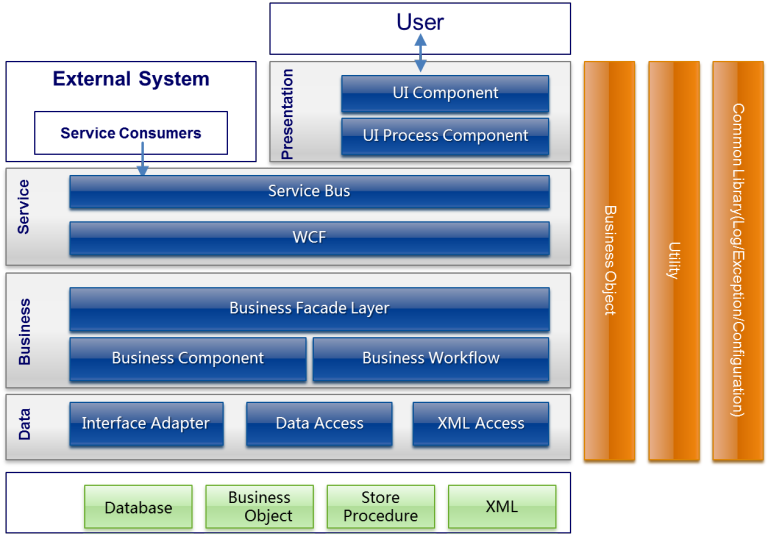 User
External System
Service Consumers
Presentation
UI Component
UI Process Component
Service
Service Bus
WCF
Business
Business Facade Layer
Business Component
Business Workflow
Data
Interface Adapter
Data Access
XML Access
Database
Business
Object
Store
Procedure
XML
Business Object
Utility
Common Library(Log/Exception/Configuration)